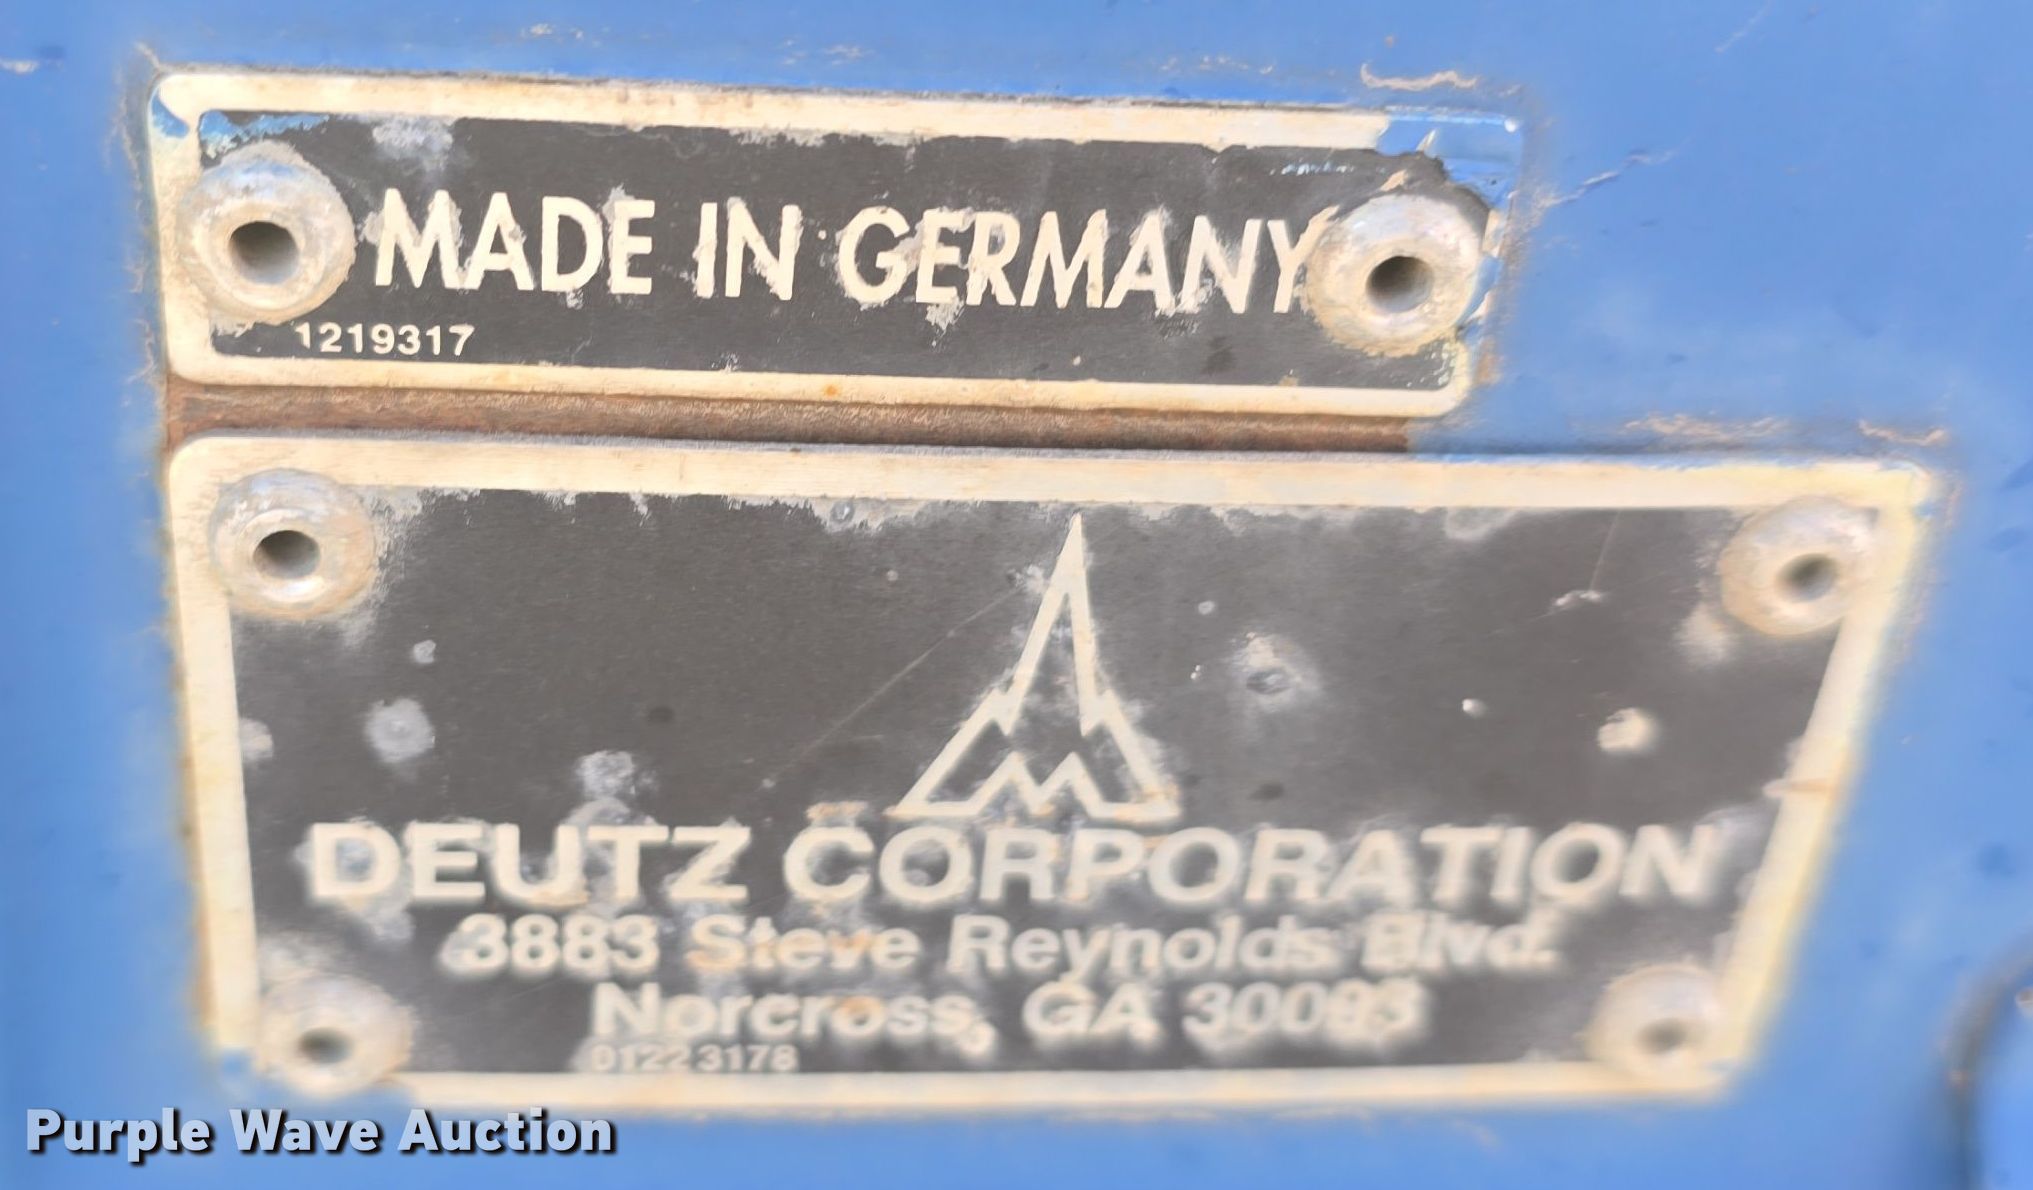 MADE IN GERMANY
1219317
DEUTZ CORPORATION
3883 Steve Reynolds Blvd.
Norcross, GA 30093
0122 3178
Purple Wave Auction